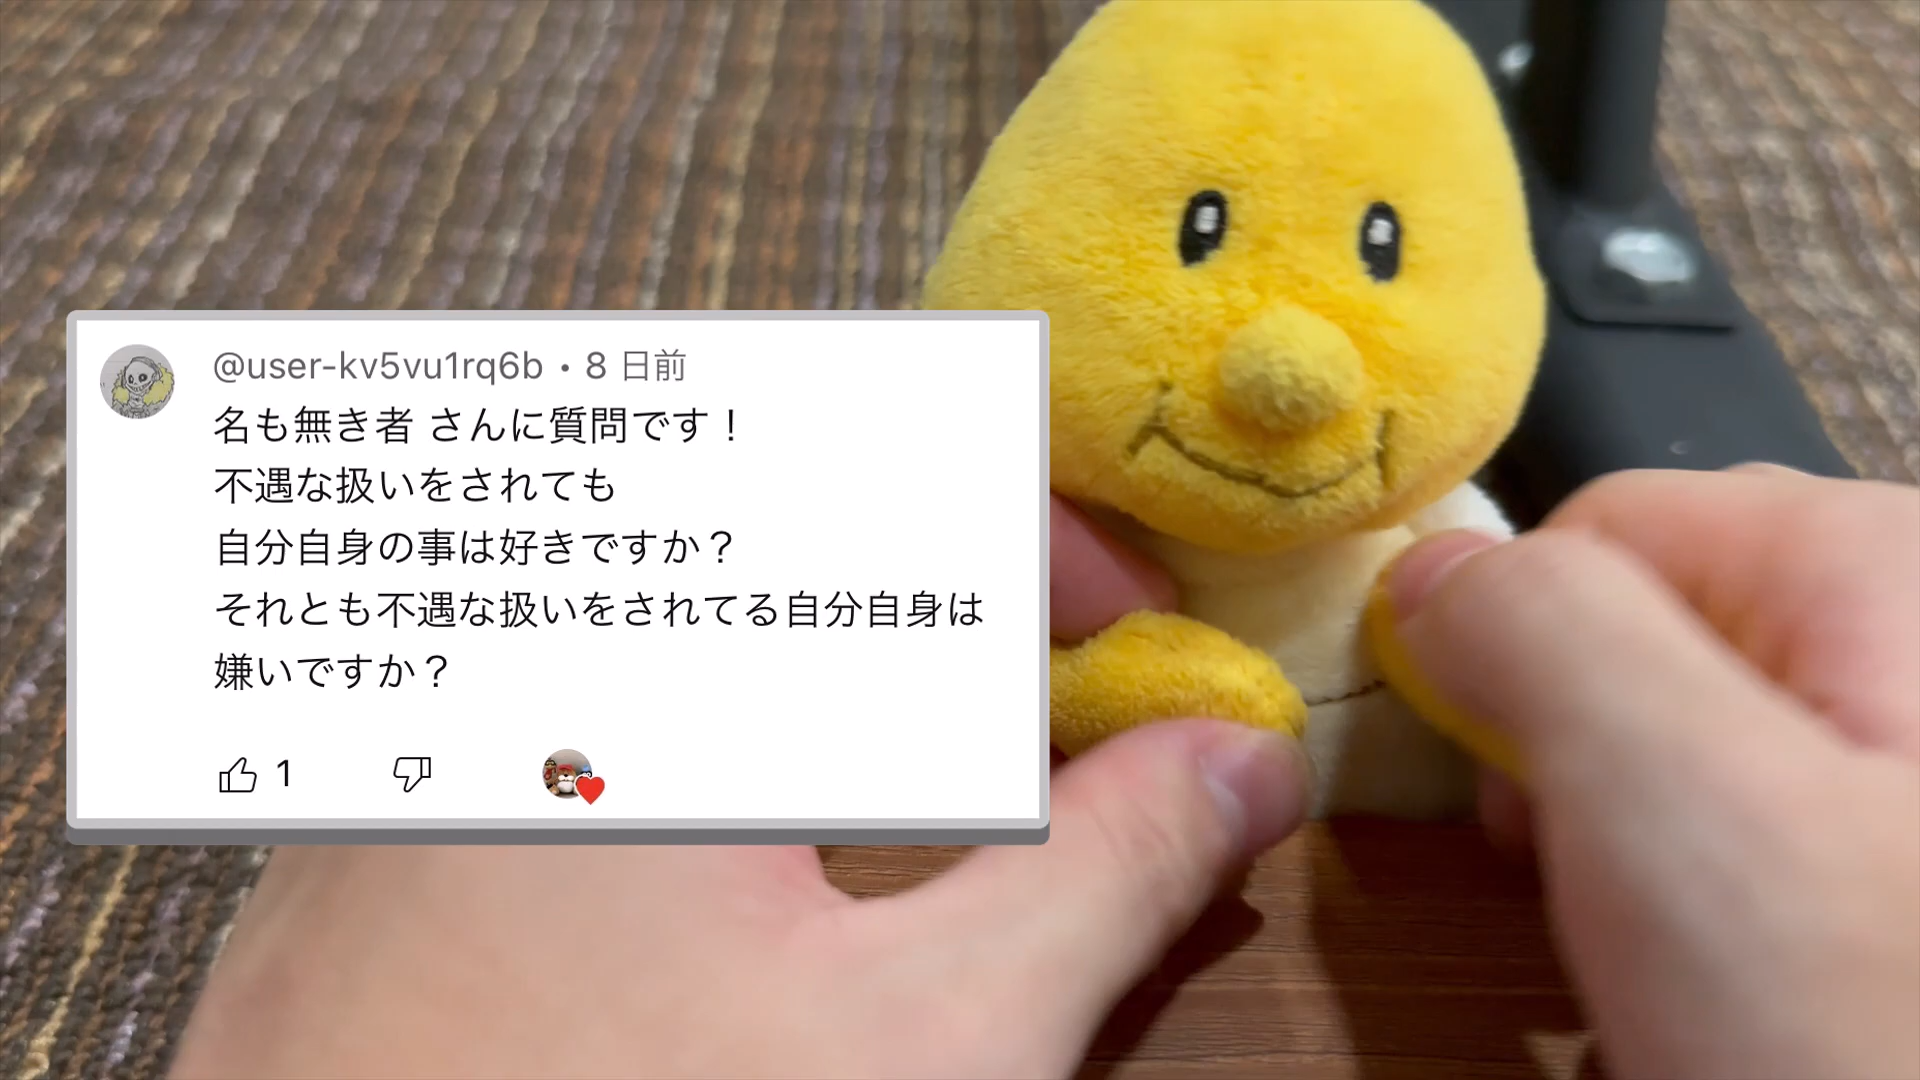 @user-kv5vu1rq6b・8 日前
名も無き者 さんに質問です！
不遇な扱いをされても
自分自身の事は好きですか？
それとも不遇な扱いをされてる自分自身は
嫌いですか？
1